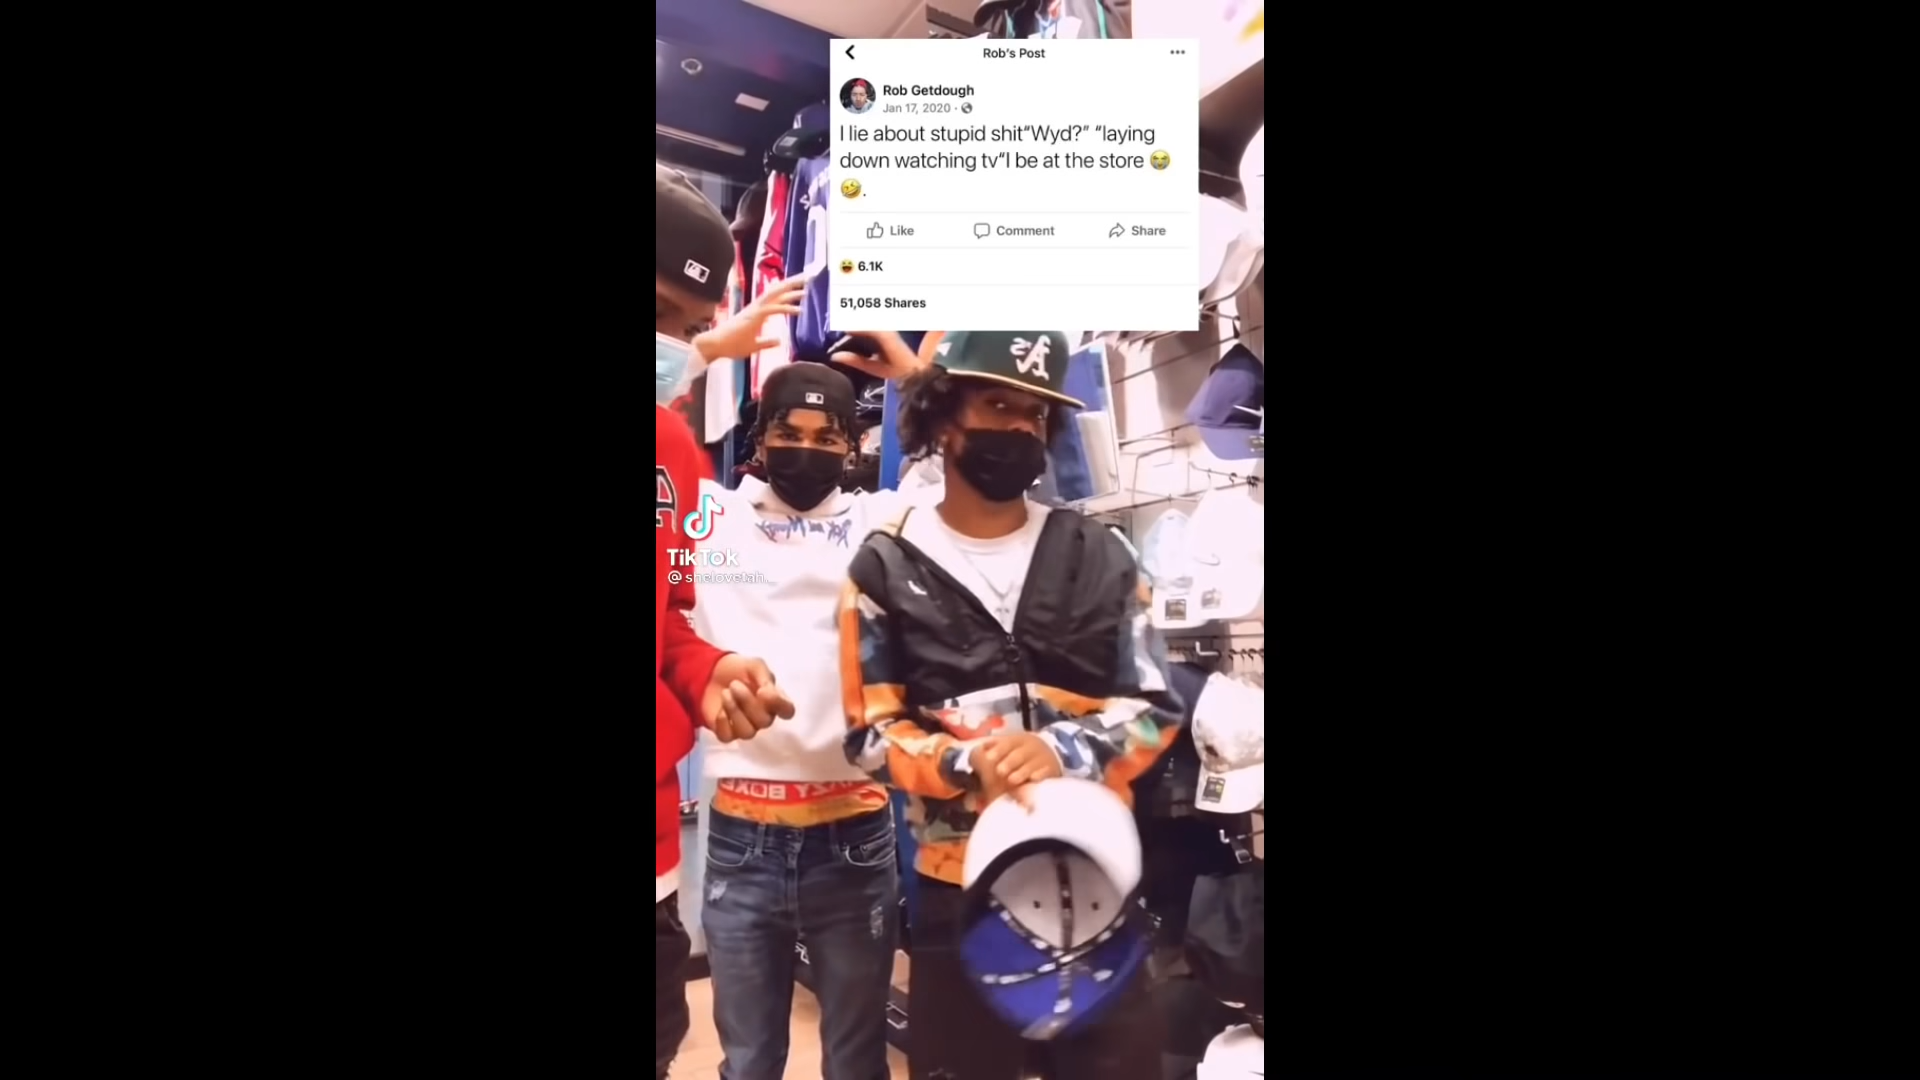 Rob's Post
Rob Getdough
Jan 17, 2020 ·
I lie about stupid shit“Wyd?” “laying
down watching tv“I be at the store 😭
🤣.
Like Comment Share
😆 6.1K
51,058 Shares
A's
TikTok
@shelovetah._